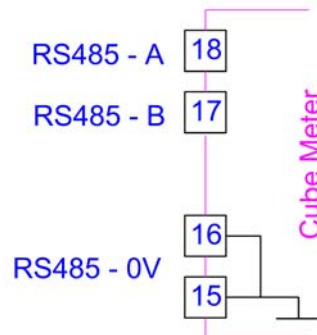 RS485 - A 18
RS485 - B 17
Cube Meter
16
RS485 - 0V
15